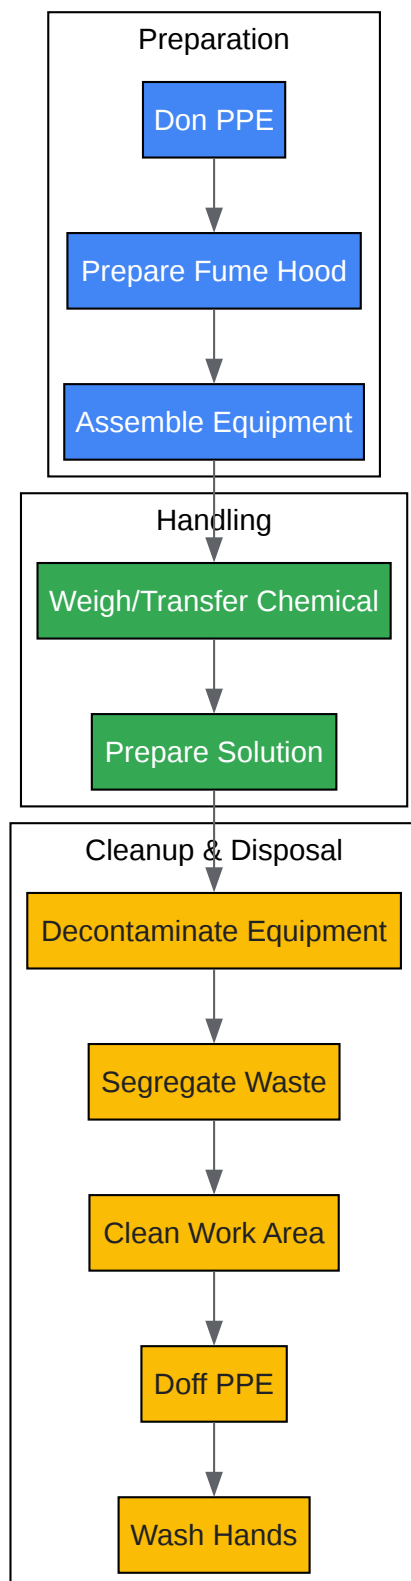 Preparation
Don PPE
Prepare Fume Hood
Assemble Equipment
Handling
Weigh/Transfer Chemical
Prepare Solution
Cleanup & Disposal
Decontaminate Equipment
Segregate Waste
Clean Work Area
Doff PPE
Wash Hands